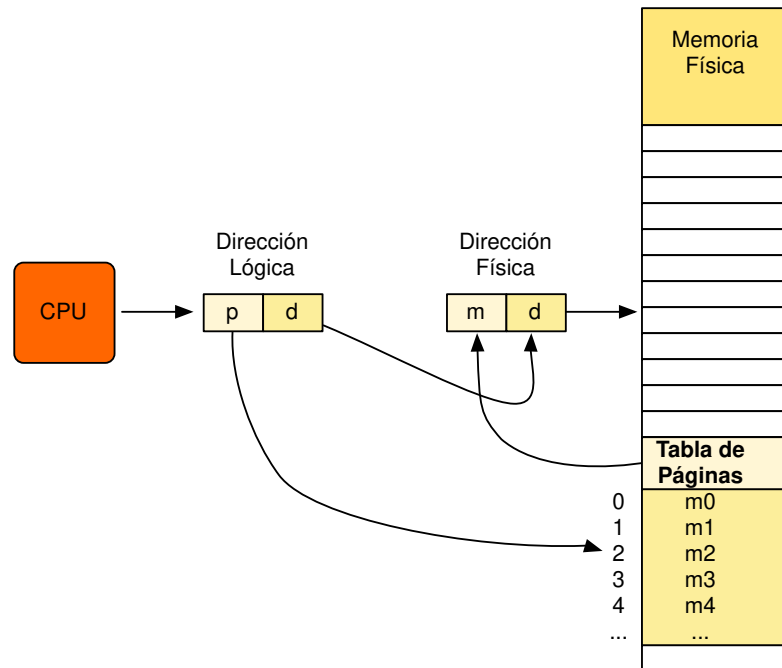 Memoria
Física
Dirección
Lógica
Dirección
Física
CPU
p d
m d
Tabla de
Páginas
0 m0
1 m1
2 m2
3 m3
4 m4
... ...